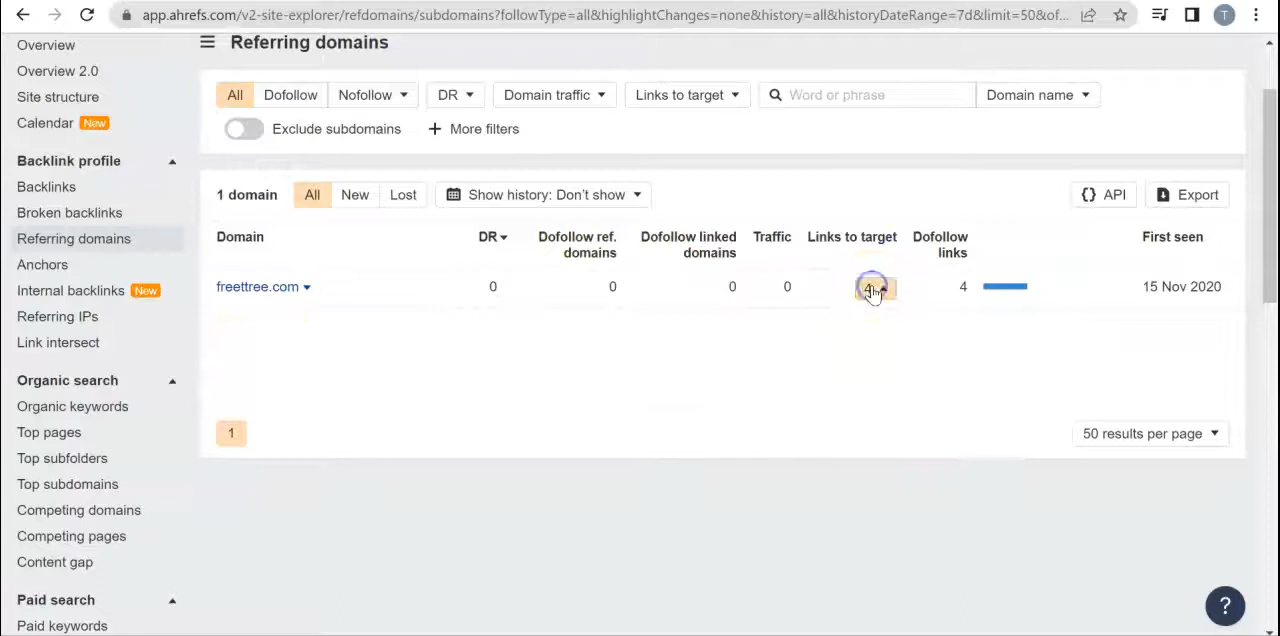 app.ahrefs.com/v2-site-explorer/refdomains/subdomains?followType=all&highlightChanges=none&history=all&historyDateRange=7d&limit=50&of...
T
Overview
Overview 2.0
Site structure
Calendar New
Backlink profile
Backlinks
Broken backlinks
Referring domains
Anchors
Internal backlinks New
Referring IPs
Link intersect
Organic search
Organic keywords
Top pages
Top subfolders
Top subdomains
Competing domains
Competing pages
Content gap
Paid search
Paid keywords
Referring domains
All Dofollow Nofollow DR Domain traffic Links to target Word or phrase Domain name
Exclude subdomains + More filters
1 domain All New Lost Show history: Don't show {} API Export
Domain DR Dofollow ref. domains Dofollow linked domains Traffic Links to target Dofollow links First seen
freettree.com 0 0 0 0 4 4 15 Nov 2020
1 50 results per page
?